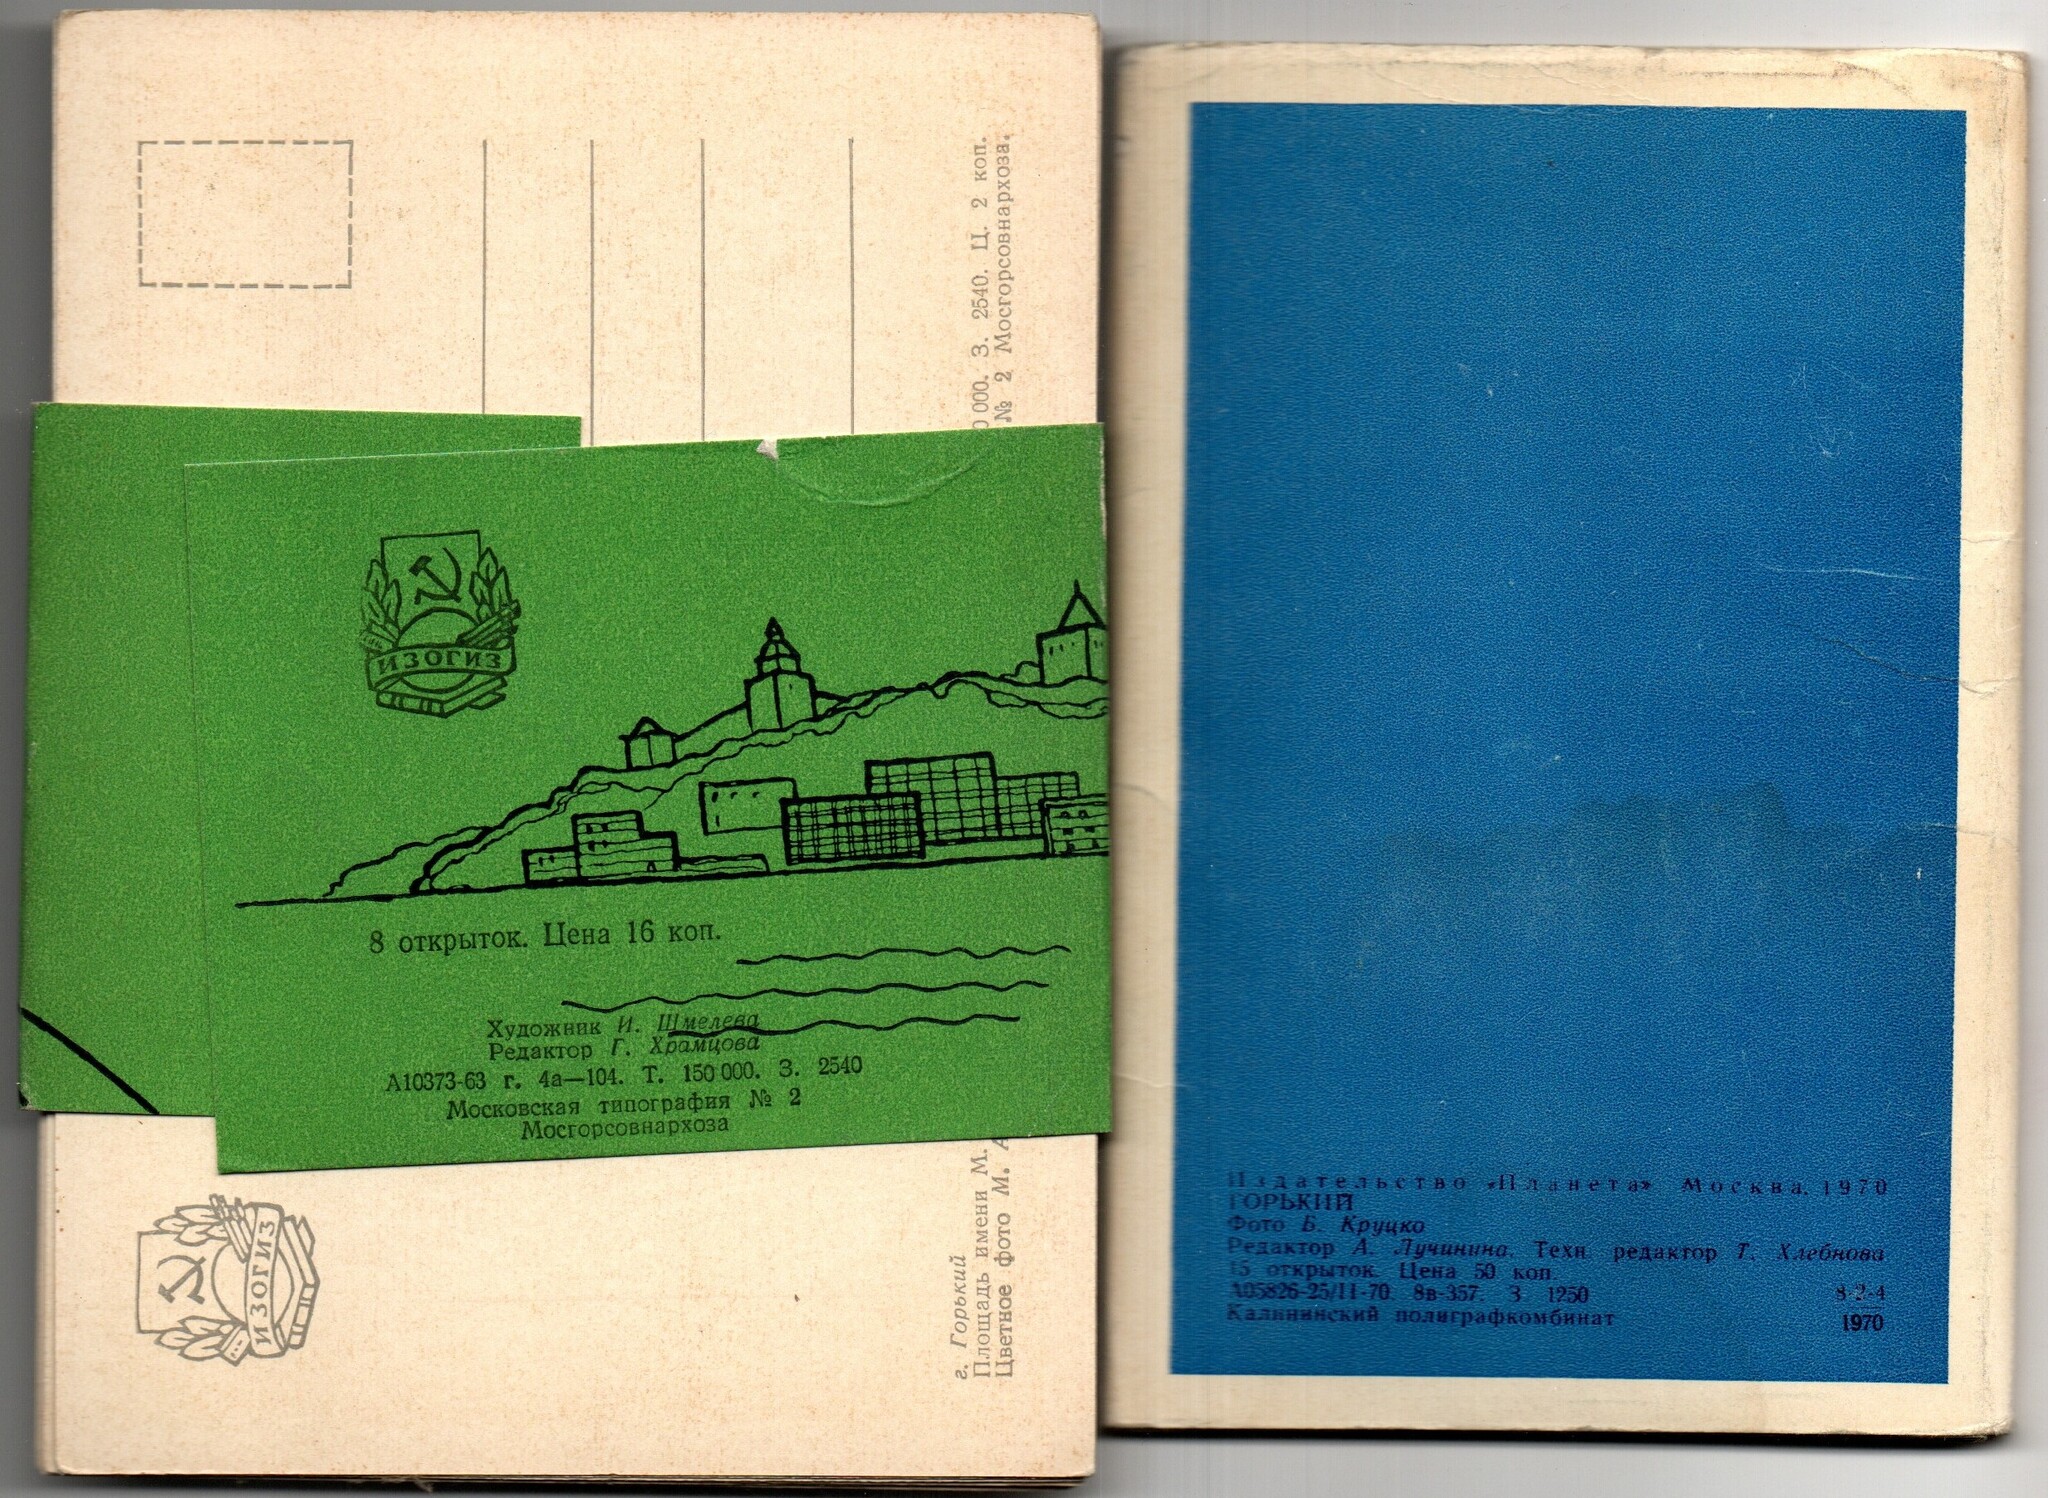 З. 2540. Ц. 2 коп.
№ 2 Мосгорсовнархоза.
ИЗОГИЗ
8 открыток. Цена 16 коп.
Художник И. Шмелева
Редактор Г. Храмцова
А10373-63 г. 4а—104. Т. 150 000. З. 2540
Московская типография № 2
Мосгорсовнархоза
ИЗОГИЗ
г. Горький
Площадь имени М.
Цветное фото М.
Издательство «Планета» Москва. 1970
ГОРЬКИЙ
Фото Б. Круцко
Редактор А. Лучинина. Техн. редактор Т. Хлебнова
15 открыток. Цена 50 коп.
А05826-25/II-70. 8в-357. З. 1250 8-2-4
Калининский полиграфкомбинат 1970